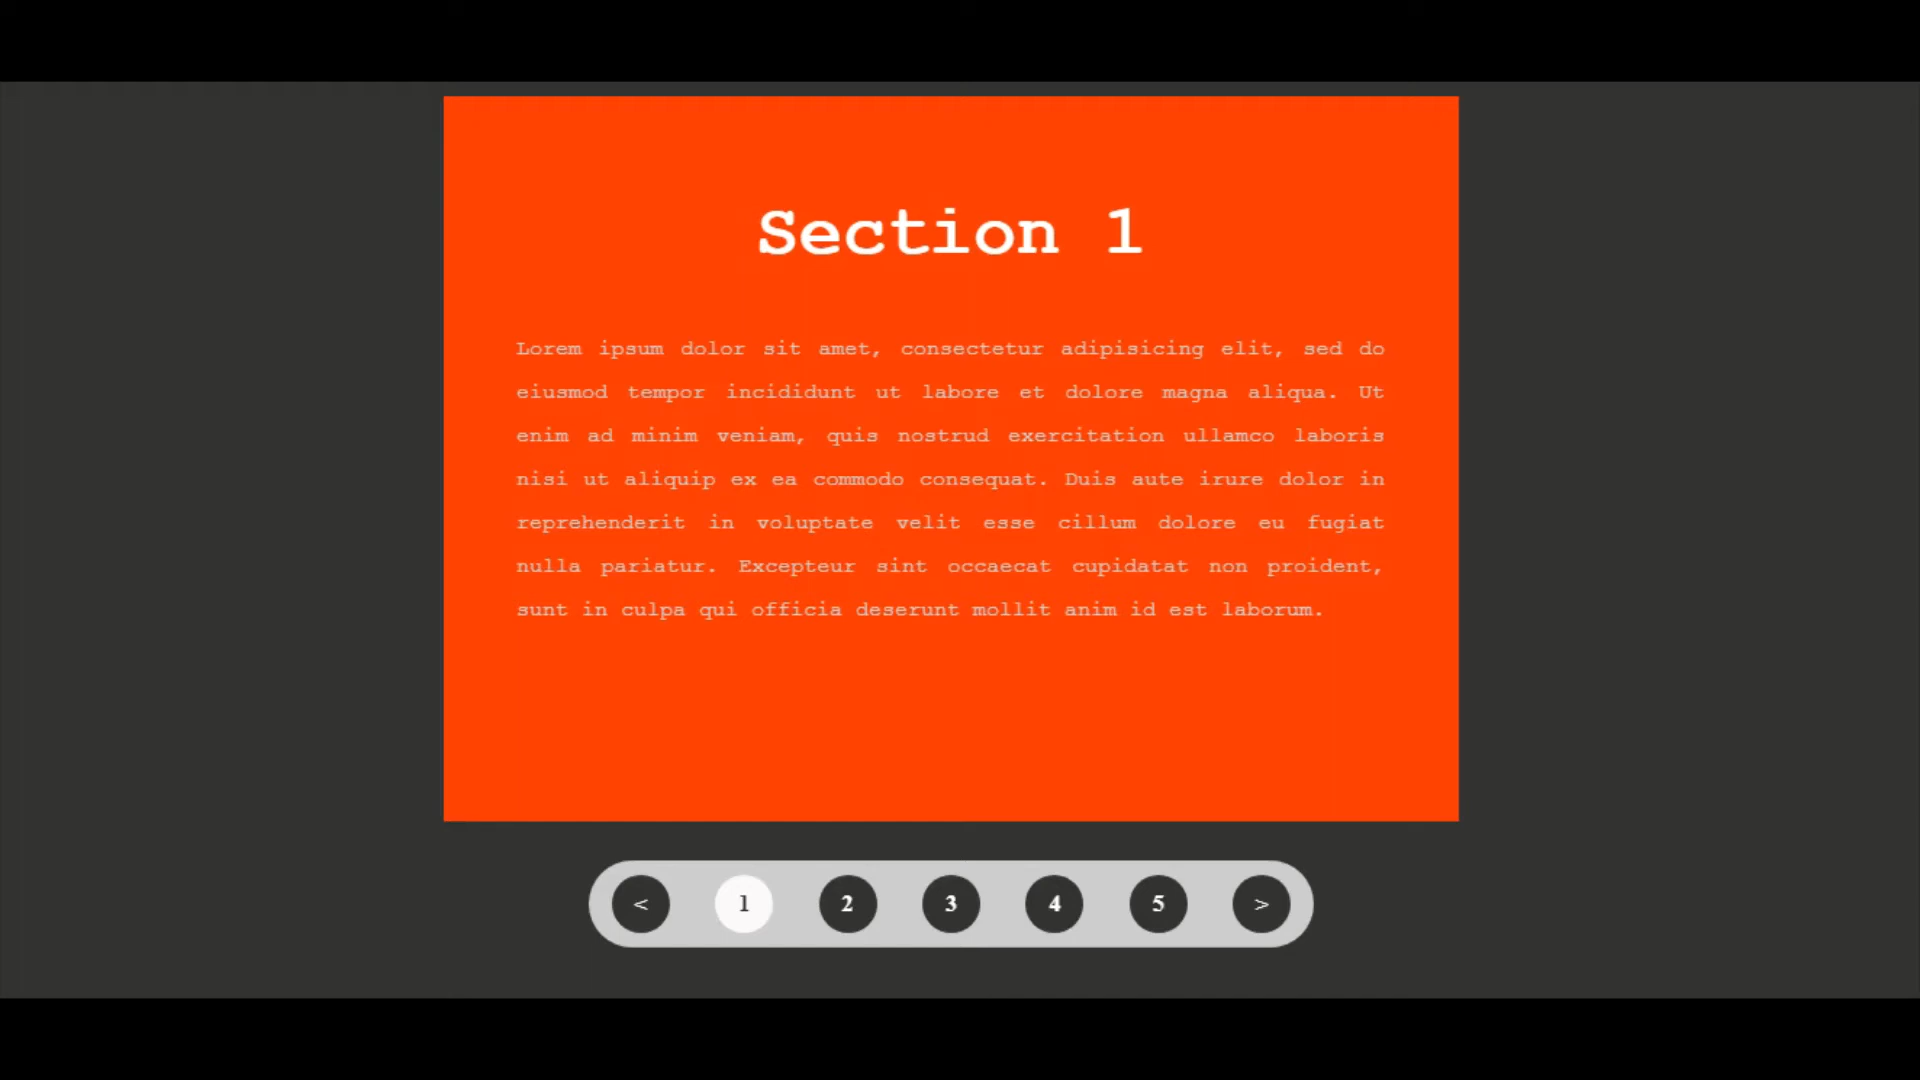 Section 1
Lorem ipsum dolor sit amet, consectetur adipisicing elit, sed do
eiusmod tempor incididunt ut labore et dolore magna aliqua. Ut
enim ad minim veniam, quis nostrud exercitation ullamco laboris
nisi ut aliquip ex ea commodo consequat. Duis aute irure dolor in
reprehenderit in voluptate velit esse cillum dolore eu fugiat
nulla pariatur. Excepteur sint occaecat cupidatat non proident,
sunt in culpa qui officia deserunt mollit anim id est laborum.
< 1 2 3 4 5 >